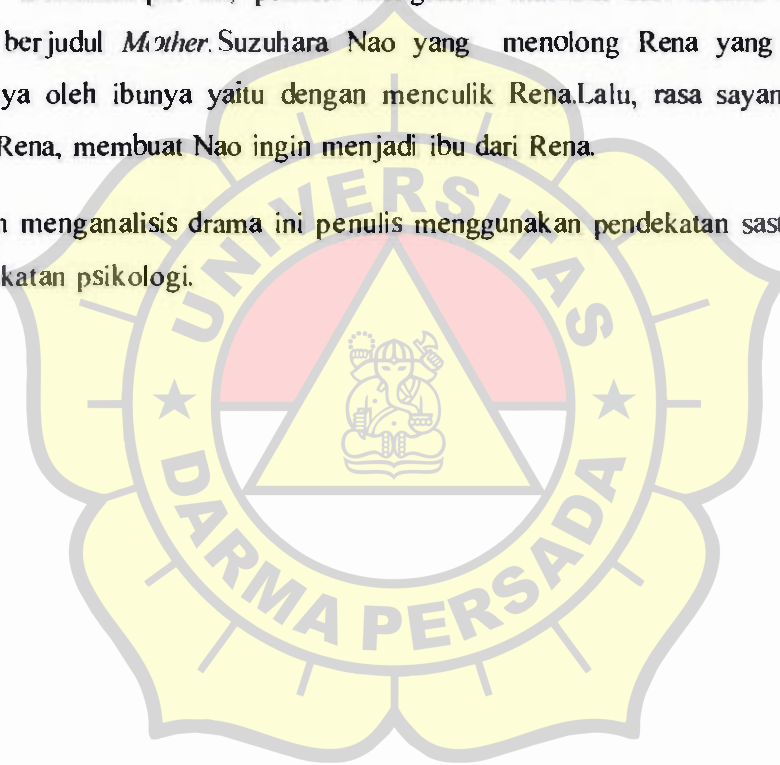 berjudul Mother. Suzuhara Nao yang menolong Rena yang
ya oleh ibunya yaitu dengan menculik Rena.Lalu, rasa sayan
Rena, membuat Nao ingin menjadi ibu dari Rena.
n menganalisis drama ini penulis menggunakan pendekatan sast
katan psikologi.
UNIVERSITAS
DARMA PERSADA